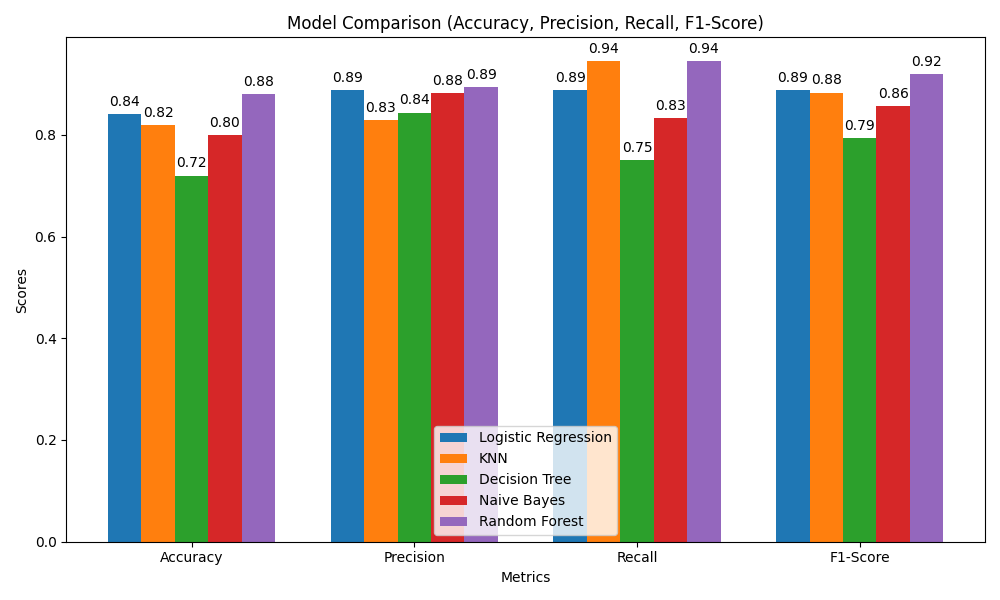 Model Comparison (Accuracy, Precision, Recall, F1-Score)
Scores
0.8
0.6
0.4
0.2
0.0
0.84
0.82
0.72
0.80
0.88
0.89
0.83
0.84
0.88
0.89
0.89
0.94
0.75
0.83
0.94
0.89
0.88
0.79
0.86
0.92
Logistic Regression
KNN
Decision Tree
Naive Bayes
Random Forest
Accuracy
Precision
Recall
F1-Score
Metrics